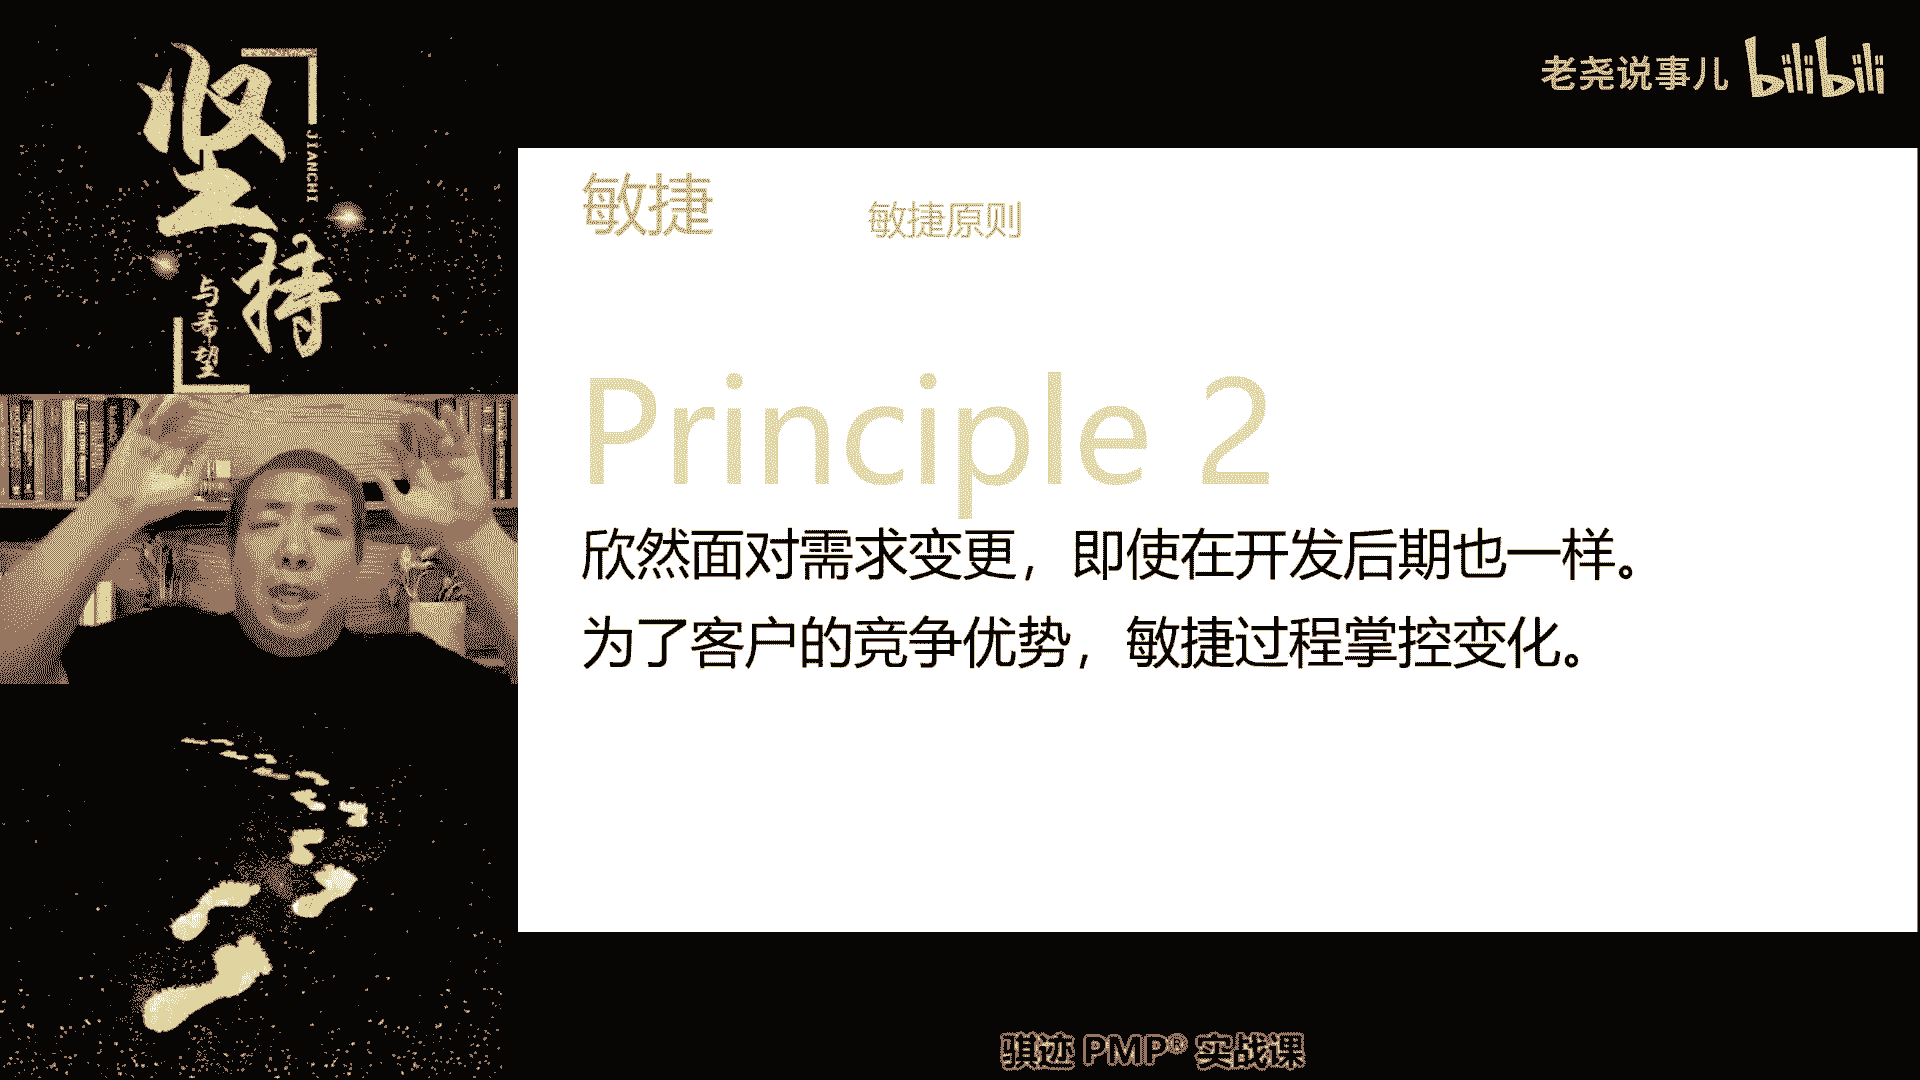 坚持
JIANCHI
与希望
老尧说事儿 bilibili
敏捷
敏捷原则
Principle 2
欣然面对需求变更，即使在开发后期也一样。
为了客户的竞争优势，敏捷过程掌控变化。
骐迹 PMP® 实战课